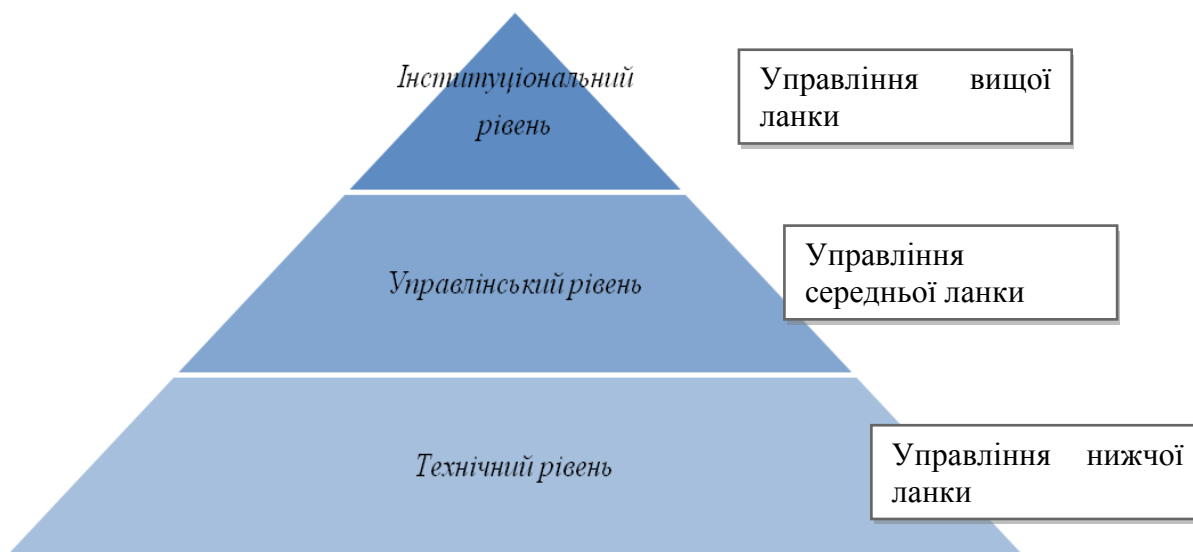 Інституціональний
рівень
Управління вищої
ланки
Управлінський рівень
Управління
середньої ланки
Технічний рівень
Управління нижчої
ланки